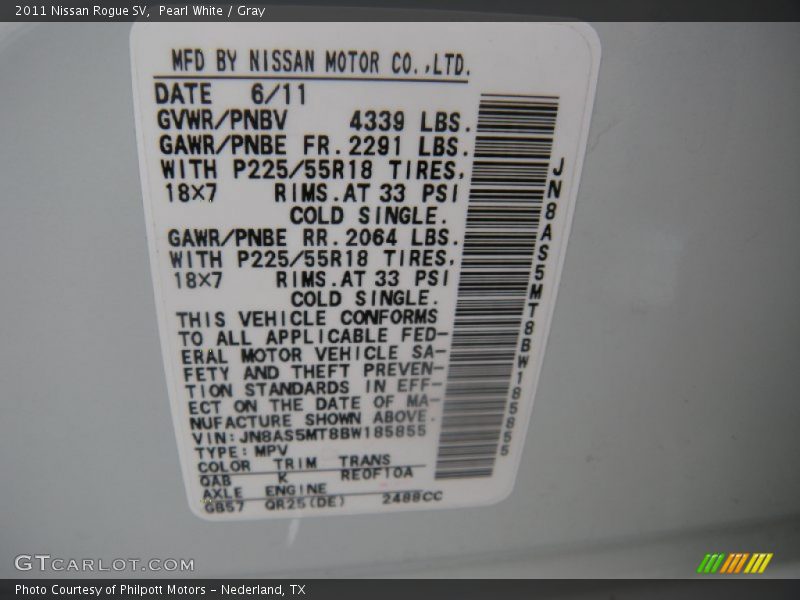 2011 Nissan Rogue SV,  Pearl White / Gray
MFD BY NISSAN MOTOR CO.,LTD.
DATE 6/11
GVWR/PNBV 4339 LBS.
GAWR/PNBE FR. 2291 LBS.
WITH P225/55R18 TIRES,
18×7 RIMS.AT 33 PSI
COLD SINGLE.
GAWR/PNBE RR. 2064 LBS.
WITH P225/55R18 TIRES,
18×7 RIMS.AT 33 PSI
COLD SINGLE.
THIS VEHICLE CONFORMS
TO ALL APPLICABLE FED-
ERAL MOTOR VEHICLE SA-
FETY AND THEFT PREVEN-
TION STANDARDS IN EFF-
ECT ON THE DATE OF MA-
NUFACTURE SHOWN ABOVE.
VIN:JN8AS5MT8BW185855
TYPE:MPV
COLOR TRIM TRANS
QAB K RE0F10A
AXLE ENGINE
GB57 QR25(DE) 2488CC
JN8AS5MT8BW185855
GTCARLOT.COM
Photo Courtesy of Philpott Motors - Nederland, TX